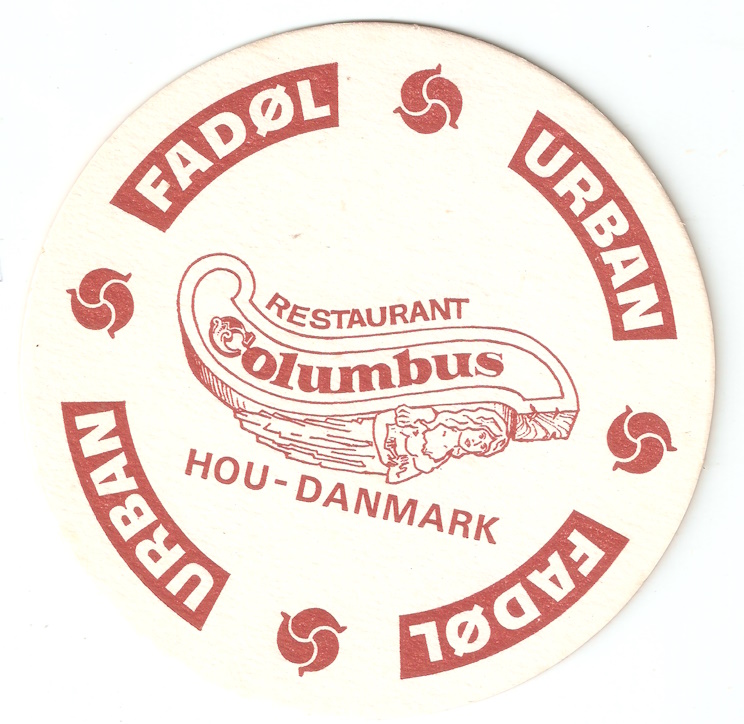 FADØL
URBAN
RESTAURANT
Columbus
HOU-DANMARK
URBAN
FADØL